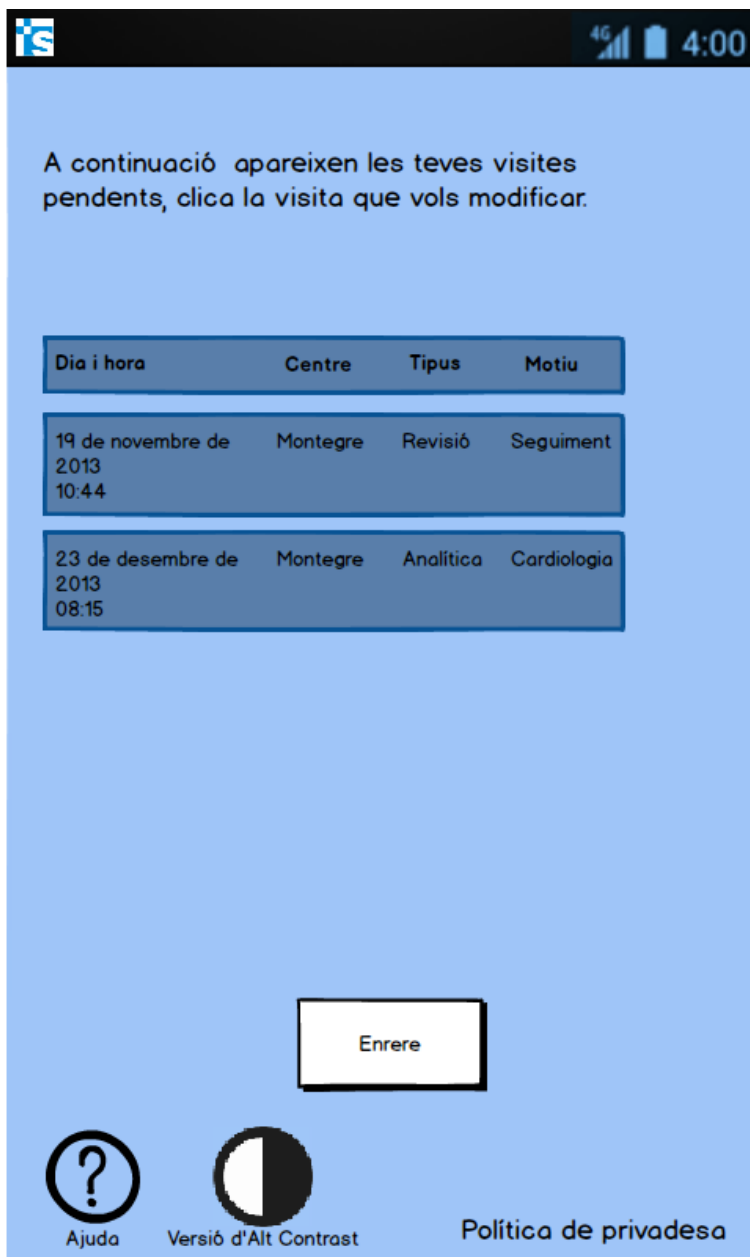 is
4G 4:00
A continuació apareixen les teves visites
pendents, clica la visita que vols modificar.
Dia i hora Centre Tipus Motiu
19 de novembre de Montegre Revisió Seguiment
2013
10:44
23 de desembre de Montegre Analítica Cardiologia
2013
08:15
Enrere
?
Ajuda Versió d'Alt Contrast Política de privadesa